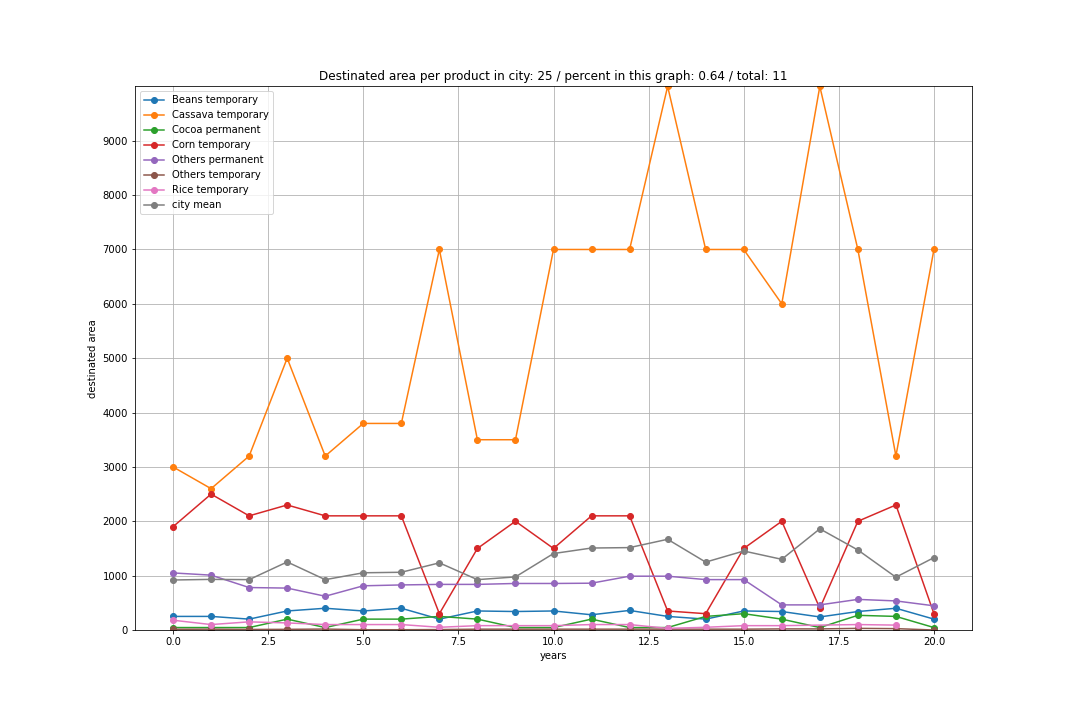 Destinated area per product in city: 25 / percent in this graph: 0.64 / total: 11
Beans temporary
Cassava temporary
Cocoa permanent
Corn temporary
Others permanent
Others temporary
Rice temporary
city mean
9000
8000
7000
6000
5000
4000
3000
2000
1000
0
destinated area
0.0 2.5 5.0 7.5 10.0 12.5 15.0 17.5 20.0
years